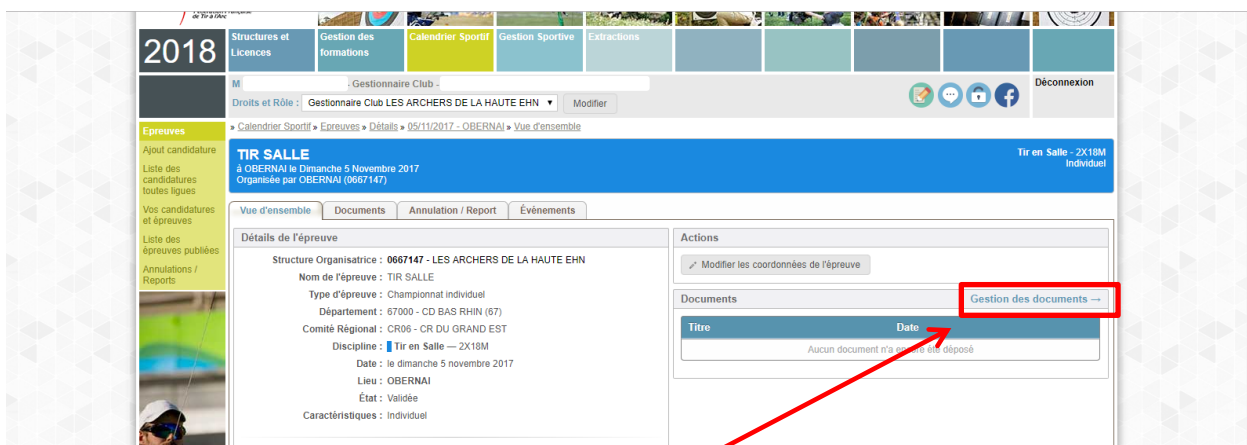 de Tir à l'Arc
2018
Structures et Licences
Gestion des formations
Calendrier Sportif
Gestion Sportive
Extractions
M - Gestionnaire Club -
Déconnexion
Droits et Rôle : Gestionnaire Club LES ARCHERS DE LA HAUTE EHN Modifier
» Calendrier Sportif » Epreuves » Détails » 05/11/2017 - OBERNAI » Vue d'ensemble
Epreuves
Ajout candidature
Liste des
candidatures
toutes ligues
Vos candidatures
et épreuves
Liste des
épreuves publiées
Annulations /
Reports
TIR SALLE
à OBERNAI le Dimanche 5 Novembre 2017
Organisée par OBERNAI (0667147)
Tir en Salle - 2X18M
Individuel
Vue d'ensemble Documents Annulation / Report Évènements
Détails de l'épreuve
Structure Organisatrice : 0667147 - LES ARCHERS DE LA HAUTE EHN
Nom de l'épreuve : TIR SALLE
Type d'épreuve : Championnat individuel
Département : 67000 - CD BAS RHIN (67)
Comité Régional : CR06 - CR DU GRAND EST
Discipline : Tir en Salle — 2X18M
Date : le dimanche 5 novembre 2017
Lieu : OBERNAI
État : Validée
Caractéristiques : Individuel
Actions
Modifier les coordonnées de l'épreuve
Documents Gestion des documents →
Titre Date
Aucun document n'a encore été déposé